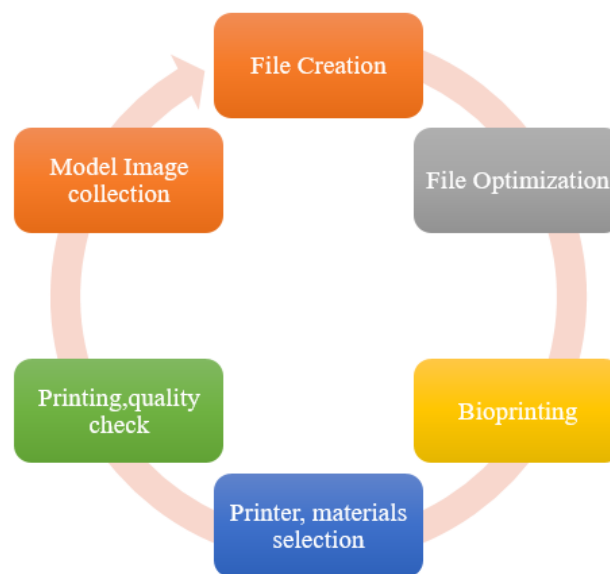 File Creation
File Optimization
Bioprinting
Printer, materials
selection
Printing,quality
check
Model Image
collection